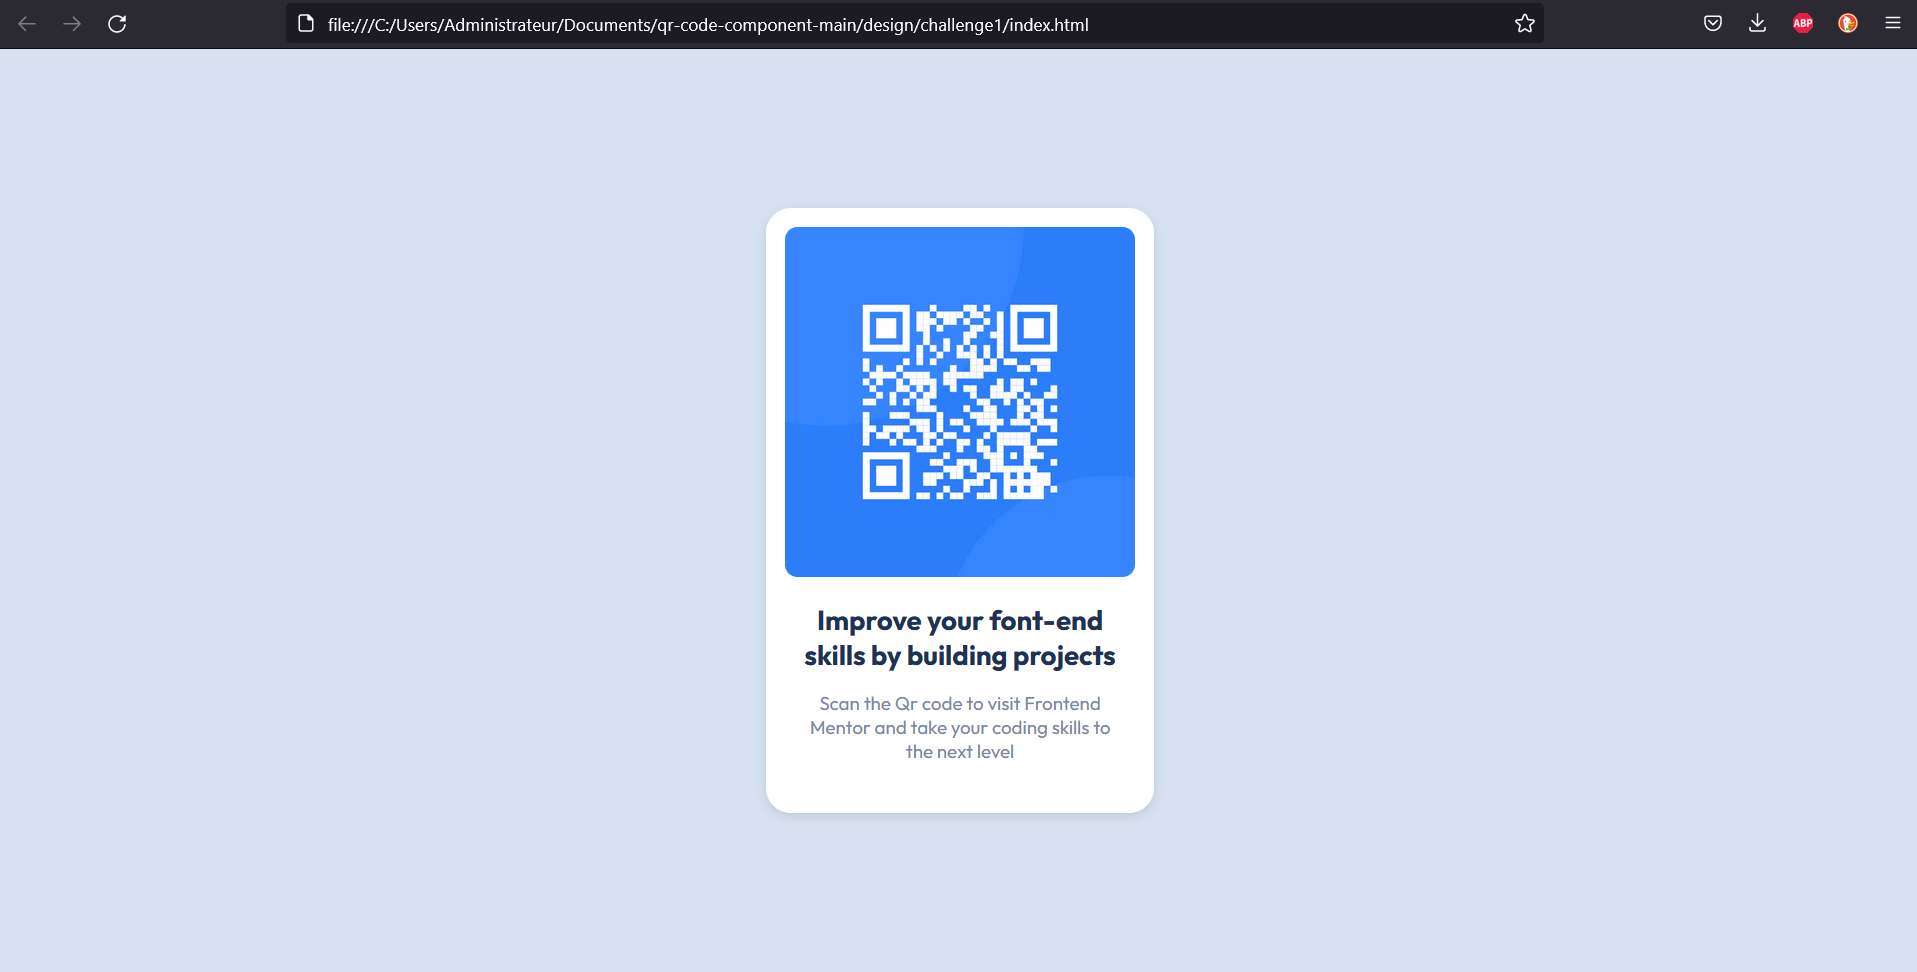 file:///C:/Users/Administrateur/Documents/qr-code-component-main/design/challenge1/index.html
ABP
Improve your font-end
skills by building projects
Scan the Qr code to visit Frontend
Mentor and take your coding skills to
the next level